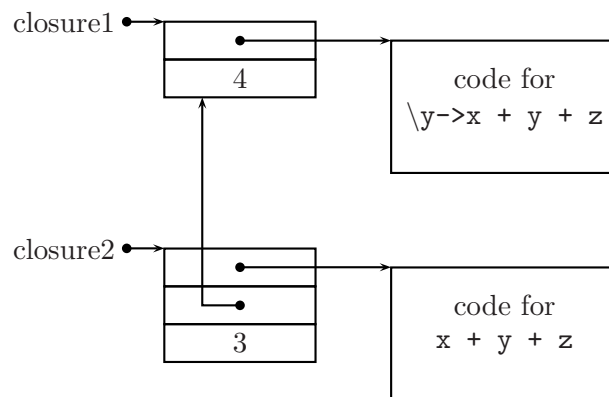 closure1
4
code for
\y->x + y + z
closure2
3
code for
x + y + z